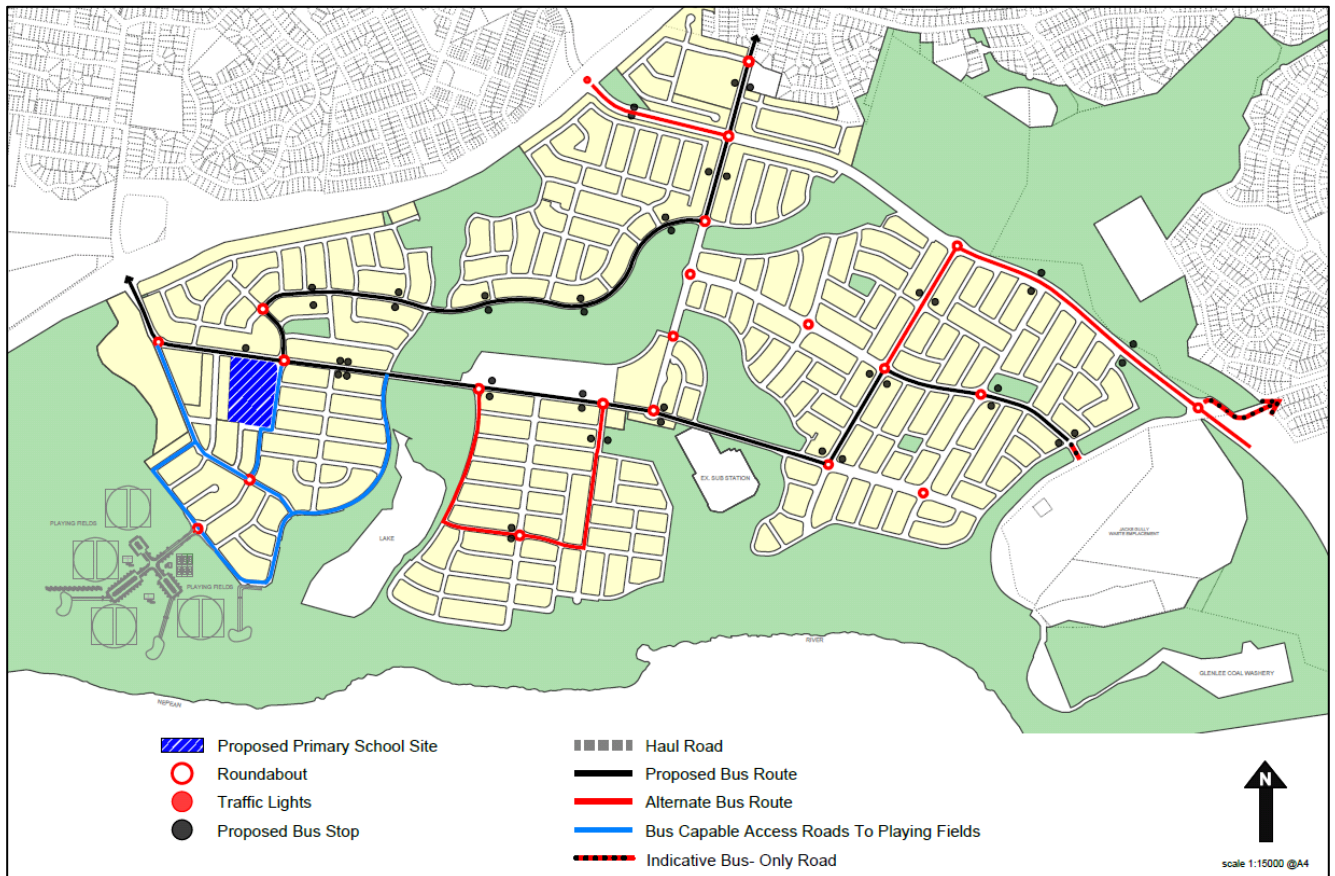 EX. SUB STATION
JACKS GULLY
WASTE EMPLACEMENT
PLAYING FIELDS
LAKE
PLAYING FIELDS
RIVER
GLENLEE COAL WASHERY
NEPEAN
Proposed Primary School Site
Roundabout
Traffic Lights
Proposed Bus Stop
Haul Road
Proposed Bus Route
Alternate Bus Route
Bus Capable Access Roads To Playing Fields
Indicative Bus- Only Road
N
scale 1:15000 @A4